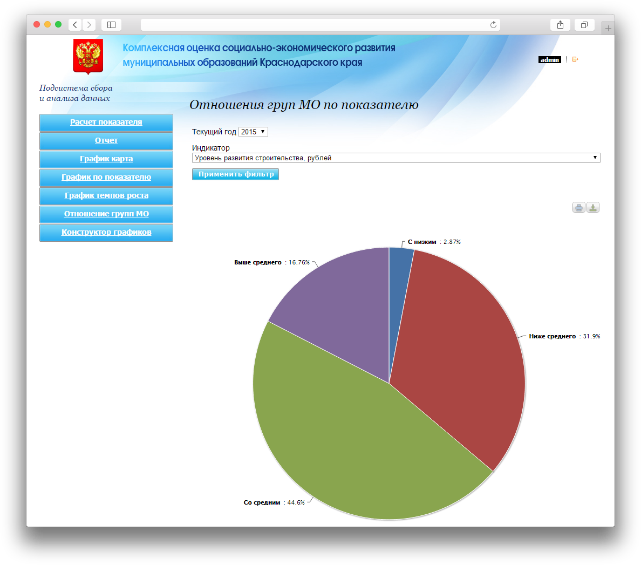 Комплексная оценка социально-экономического развития
муниципальных образований Краснодарского края
admin |
Подсистема сбора
и анализа данных
Отношения груп МО по показателю
Расчет показателя
Отчет
График карта
График по показателю
График темпов роста
Отношение групп МО
Конструктор графиков
Текущий год 2015
Индикатор
Уровень развития строительства, рублей
Применить фильтр
С низким : 2.87%
Выше среднего : 16.76%
Ниже среднего : 31.9%
Со средним : 44.6%